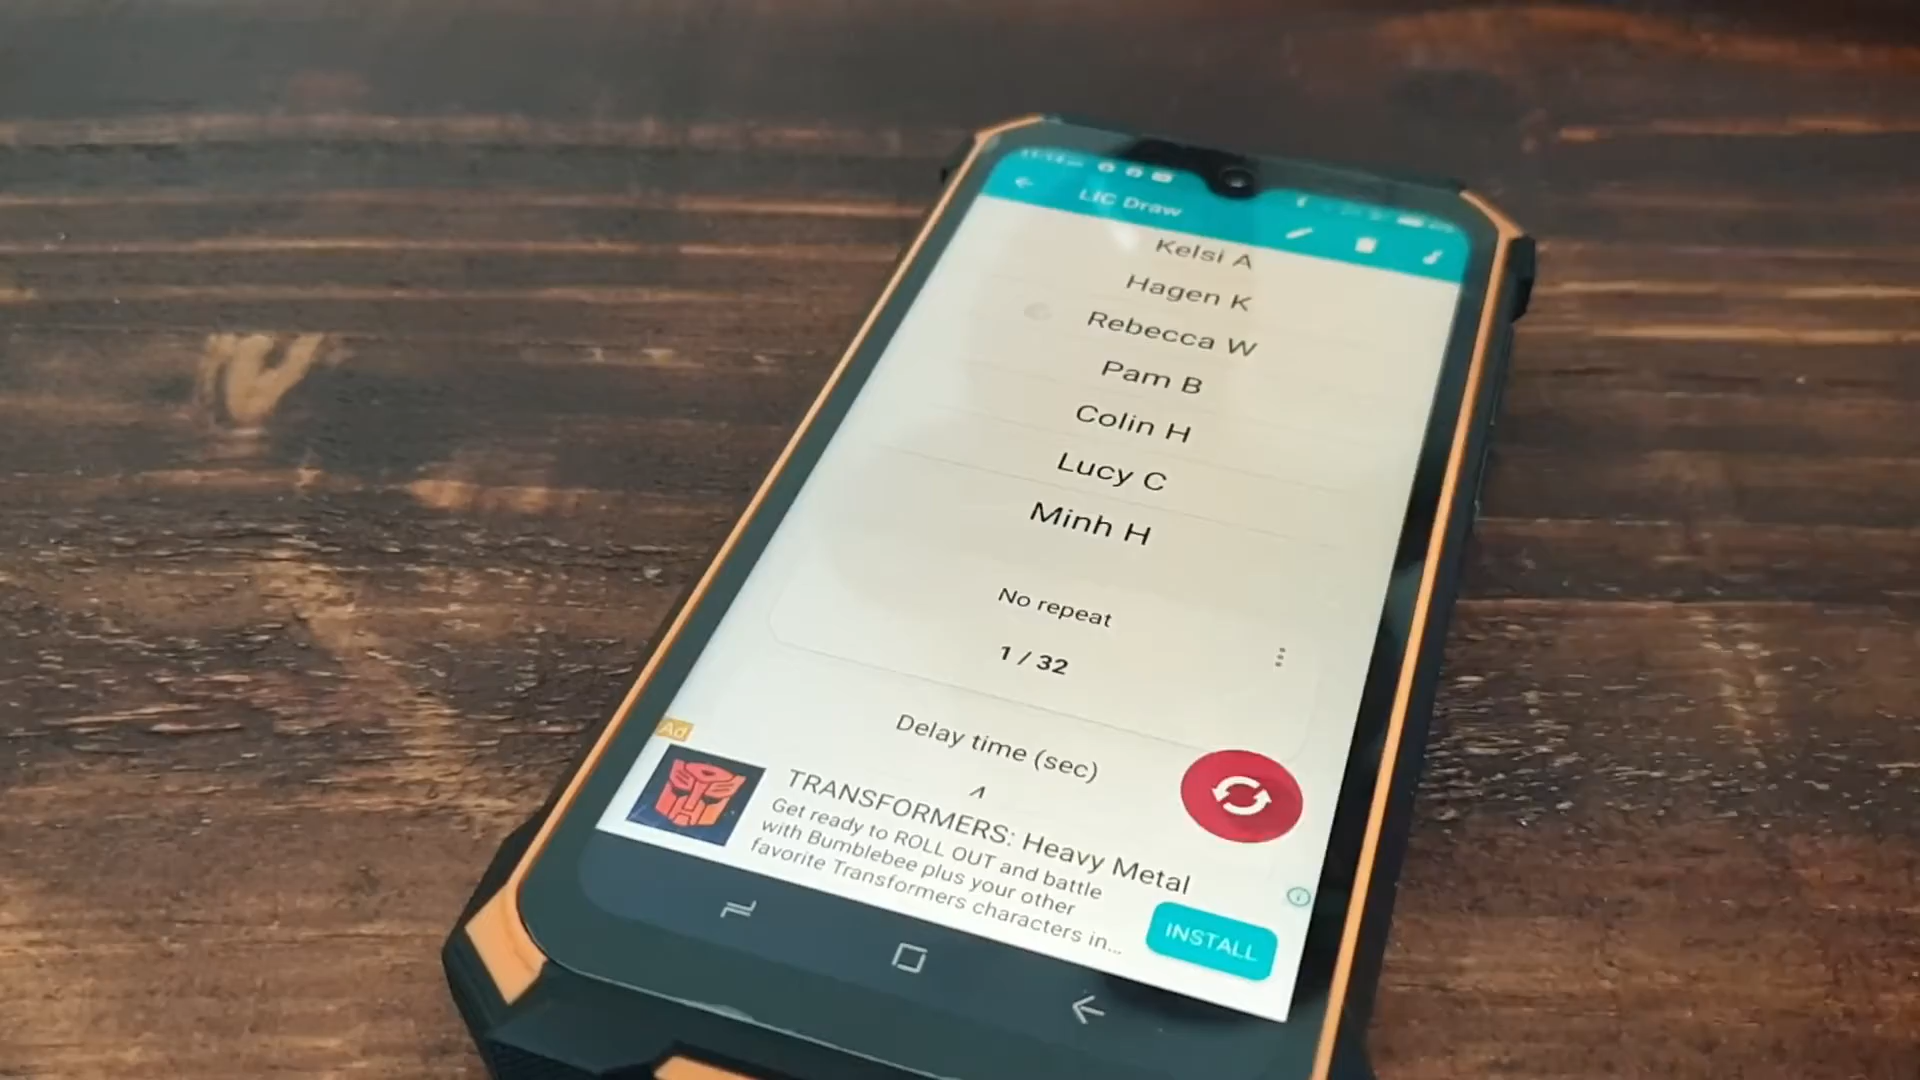 LIC Draw
Kelsi A
Hagen K
Rebecca W
Pam B
Colin H
Lucy C
Minh H
No repeat
1 / 32
Delay time (sec)
Ad
TRANSFORMERS: Heavy Metal
Get ready to ROLL OUT and battle
with Bumblebee plus your other
favorite Transformers characters in...
INSTALL